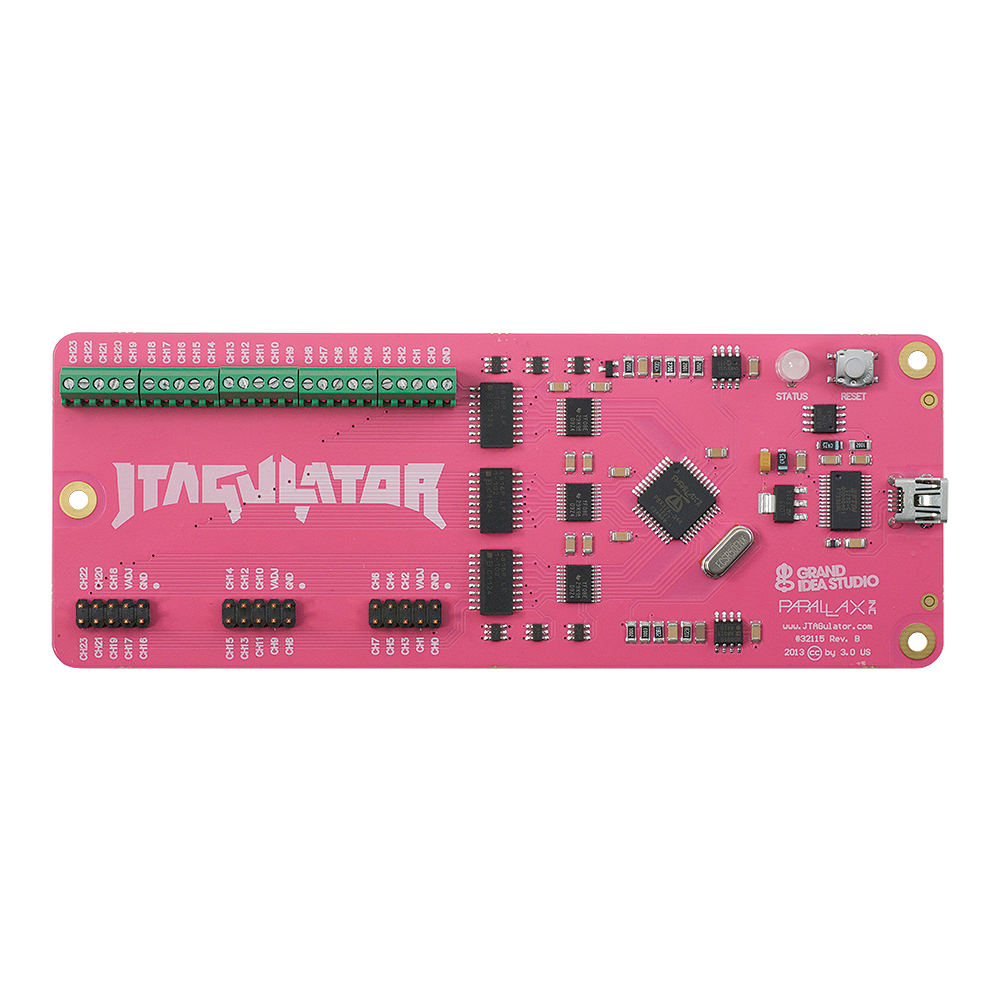 CH23
CH22
CH21
CH20
CH19
CH18
CH17
CH16
CH15
CH14
CH13
CH12
CH11
CH10
CH9
CH8
CH7
CH6
CH5
CH4
CH3
CH2
CH1
CH0
GND
STATUS
RESET
JTAGULATOR
PARALLAX
CH22
CH20
CH18
VADJ
GND
CH14
CH12
CH10
VADJ
GND
CH6
CH4
CH2
VADJ
GND
CH23
CH21
CH19
CH17
CH16
CH15
CH13
CH11
CH9
CH8
CH7
CH5
CH3
CH1
CH0
GRAND
IDEA STUDIO
PARALLAX INC
www.JTAGulator.com
#32115 Rev. B
2013 cc by 3.0 US